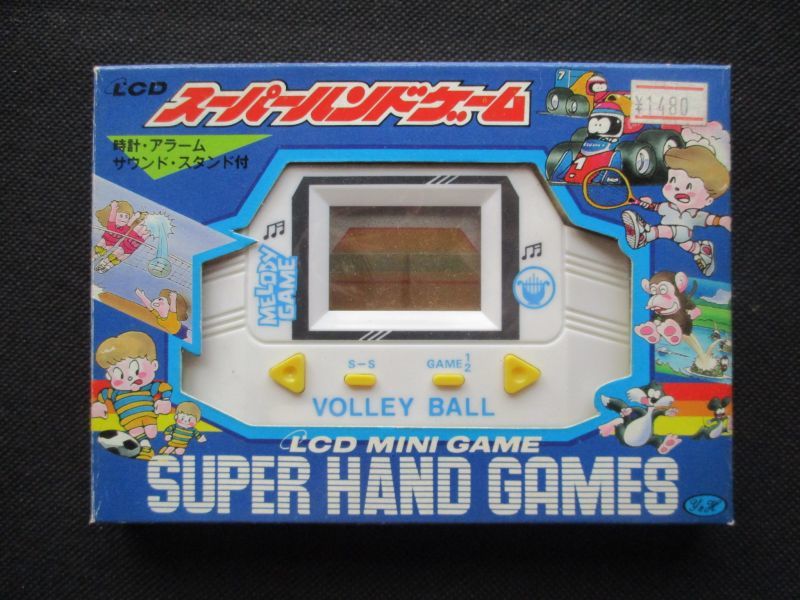 LCD
スーパーハンドゲーム
¥1480
時計・アラーム
サウンド・スタンド付
7
1
MELODY
GAME
S-S
GAME 1/2
VOLLEY BALL
LCD MINI GAME
SUPER HAND GAMES
Y&H